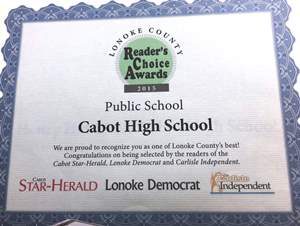 LONOKE COUNTY
Reader's
Choice
Awards
2015
Public School
Cabot High School
We are proud to recognize you as one of Lonoke County's best!
Congratulations on being selected by the readers of the
Cabot Star-Herald, Lonoke Democrat and Carlisle Independent.
CABOT
STAR-HERALD
Lonoke Democrat
Carlisle
Independent